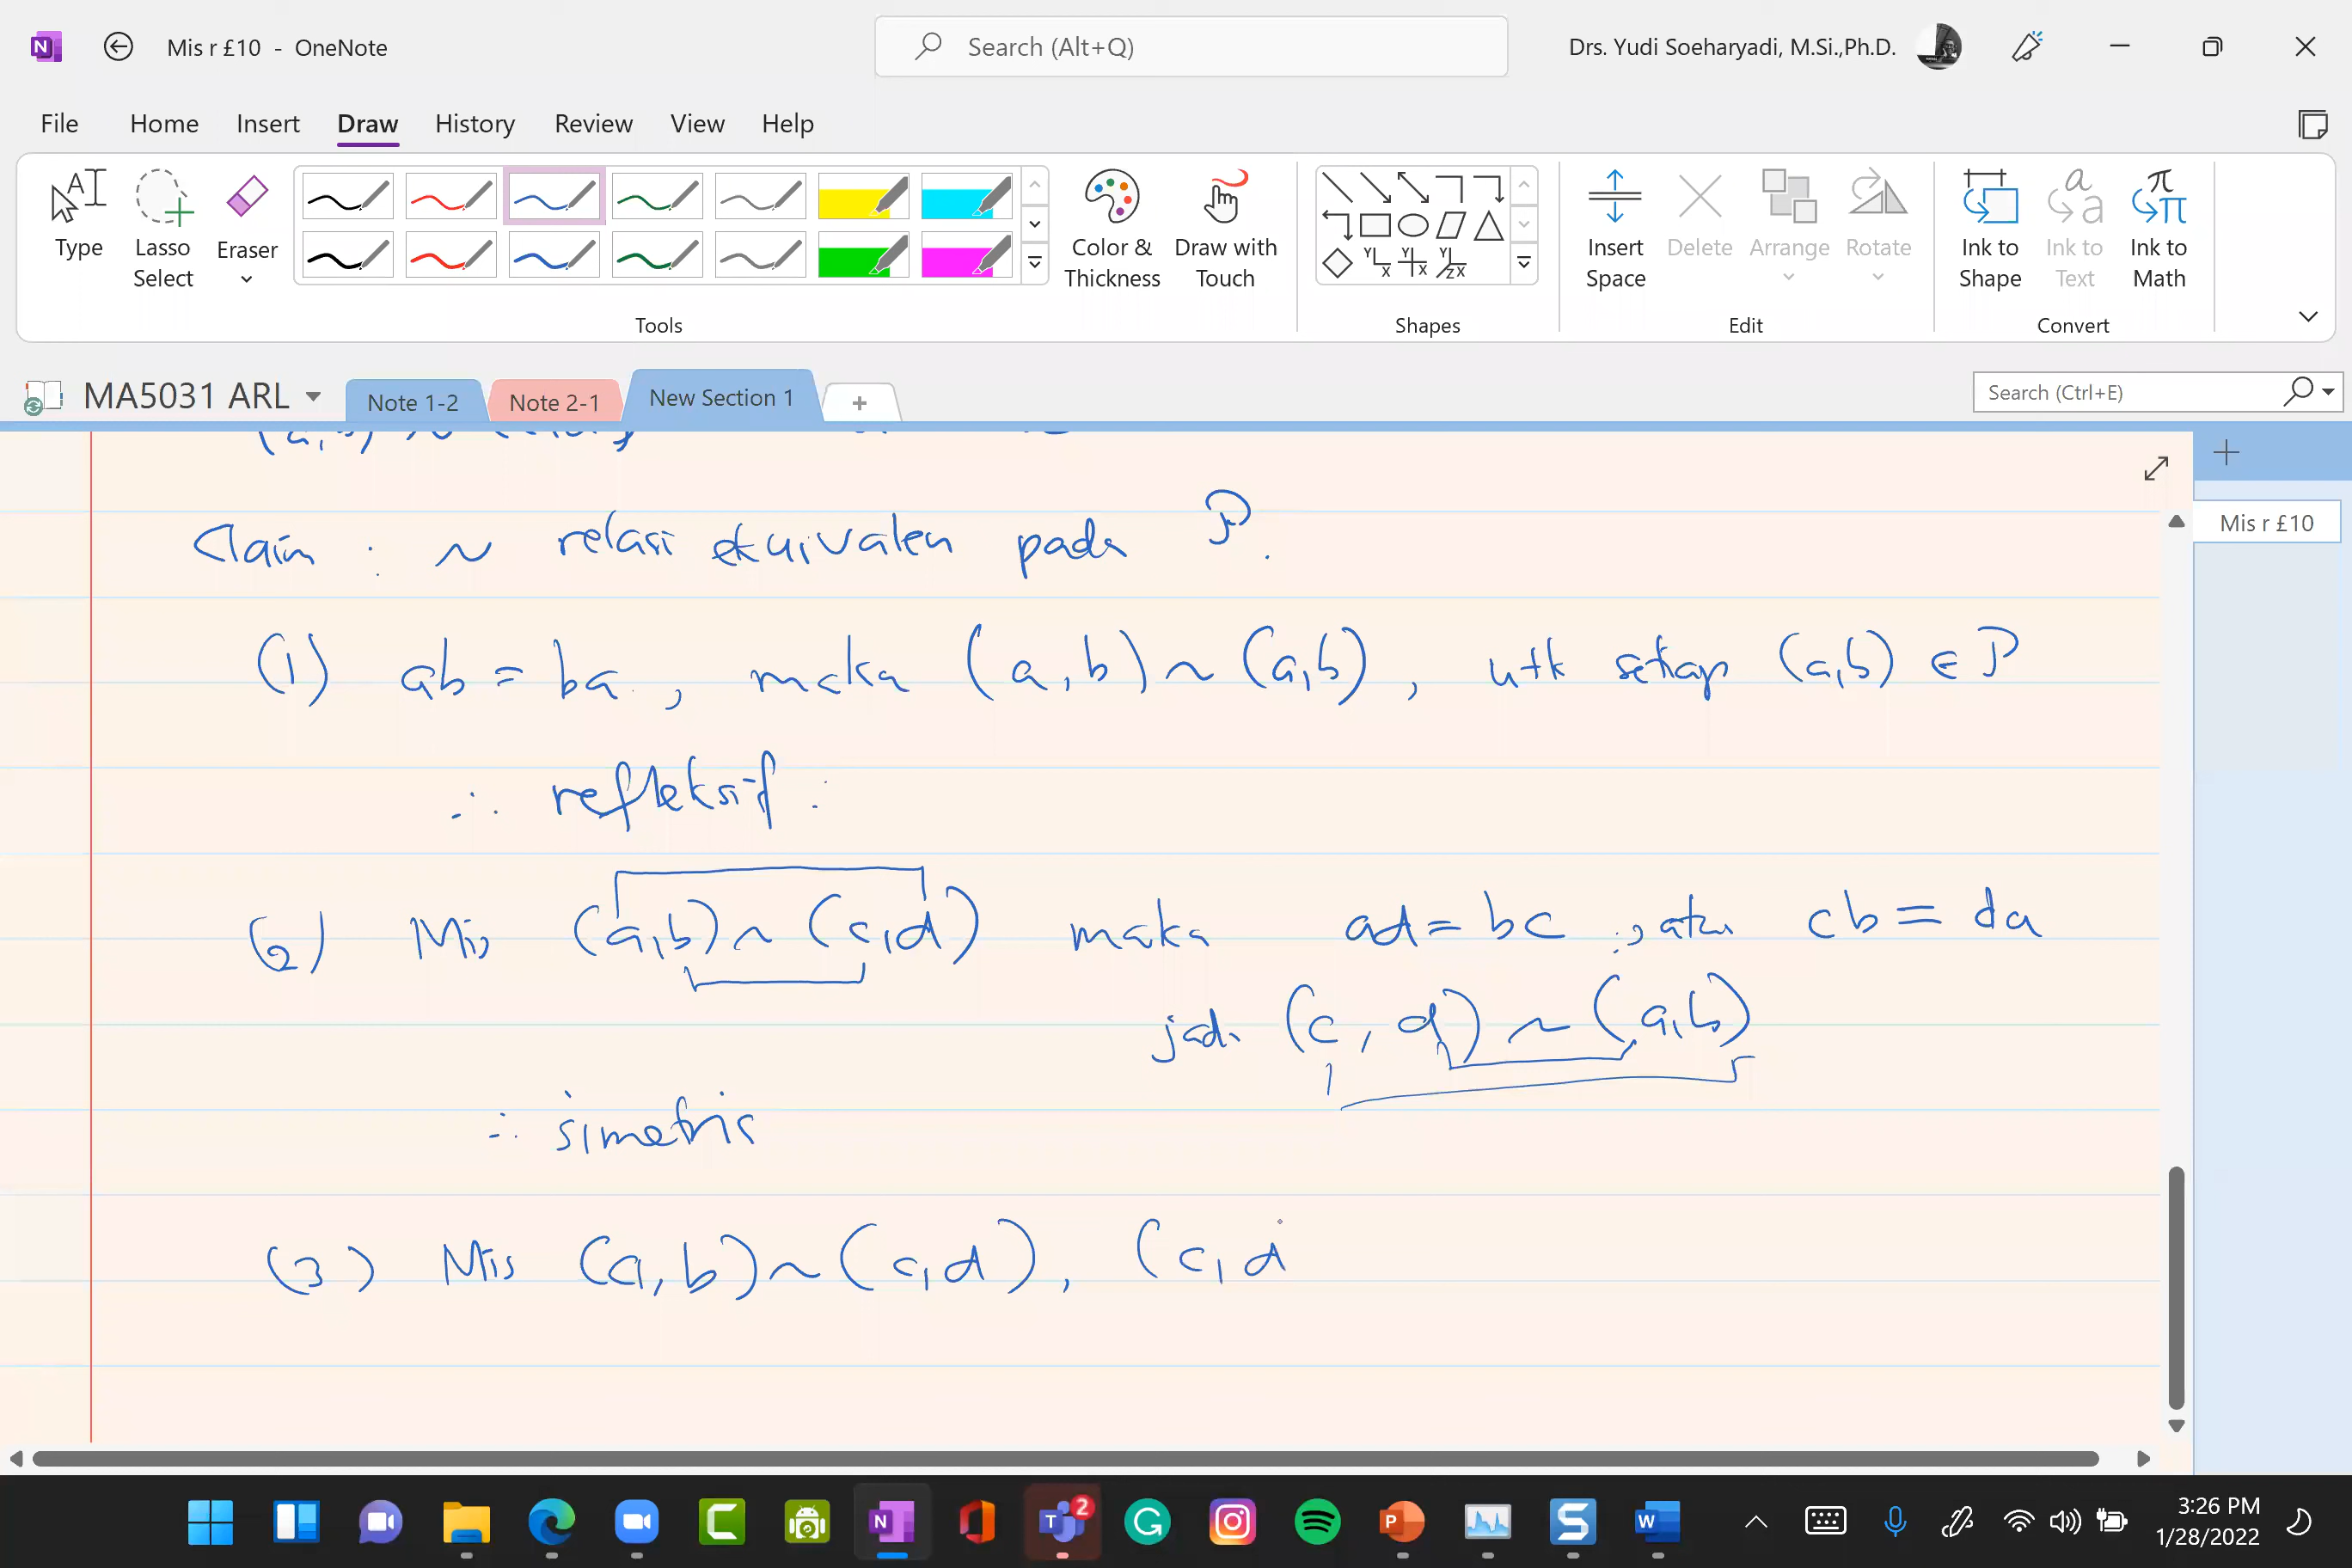 Mis r £10 - OneNote
Search (Alt+Q)
Drs. Yudi Soeharyadi, M.Si.,Ph.D.
File Home Insert Draw History Review View Help
Type
Lasso Select
Eraser
Color & Thickness
Draw with Touch
Insert Space
Delete
Arrange
Rotate
Ink to Shape
Ink to Text
Ink to Math
Tools Shapes Edit Convert
MA5031 ARL Note 1-2 Note 2-1 New Section 1 +
Search (Ctrl+E)
Mis r £10
Claim : ~ relasi ekuivalen pada P.
(1) ab = ba, maka (a,b) ~ (a,b), utk setiap (a,b) ∈ P
∴ refleksif.
(2) Mis (a,b) ~ (c,d) maka ad = bc, atau cb = da
jadi (c,d) ~ (a,b)
∴ simetris
(3) Mis (a,b) ~ (c,d), (c,d
3:26 PM
1/28/2022